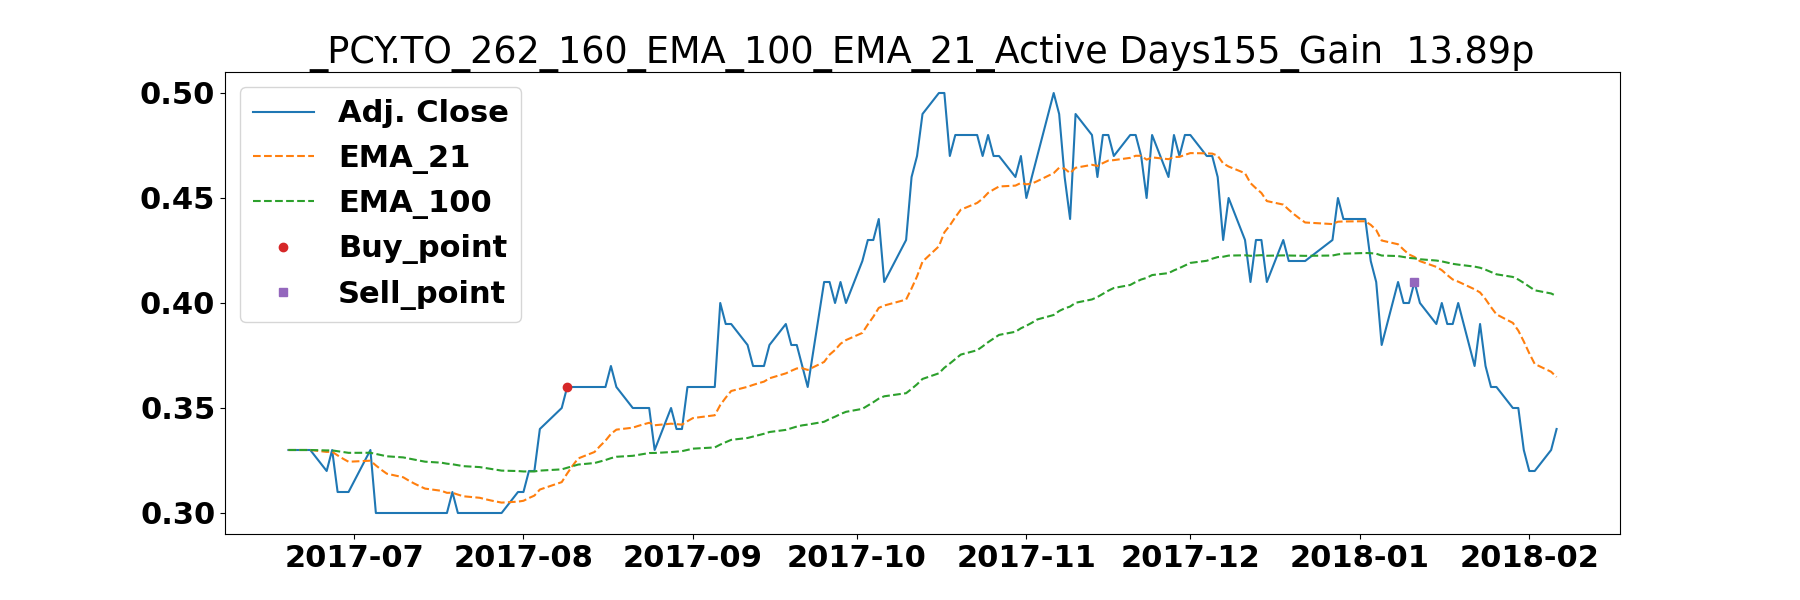 _PCY.TO_262_160_EMA_100_EMA_21_Active Days155_Gain  13.89p
0.50
0.45
0.40
0.35
0.30
Adj. Close
EMA_21
EMA_100
Buy_point
Sell_point
2017-07 2017-08 2017-09 2017-10 2017-11 2017-12 2018-01 2018-02